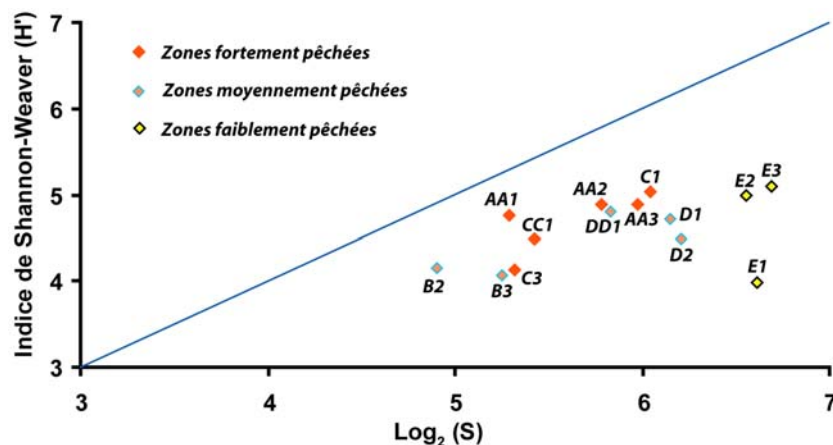 7
6
5
4
3
Indice de Shannon-Weaver (H')
Zones fortement pêchées
Zones moyennement pêchées
Zones faiblement pêchées
E3
E2
C1
AA2
AA1
D1
DD1
AA3
CC1
D2
B2
B3
C3
E1
3
4
5
6
7
Log₂ (S)